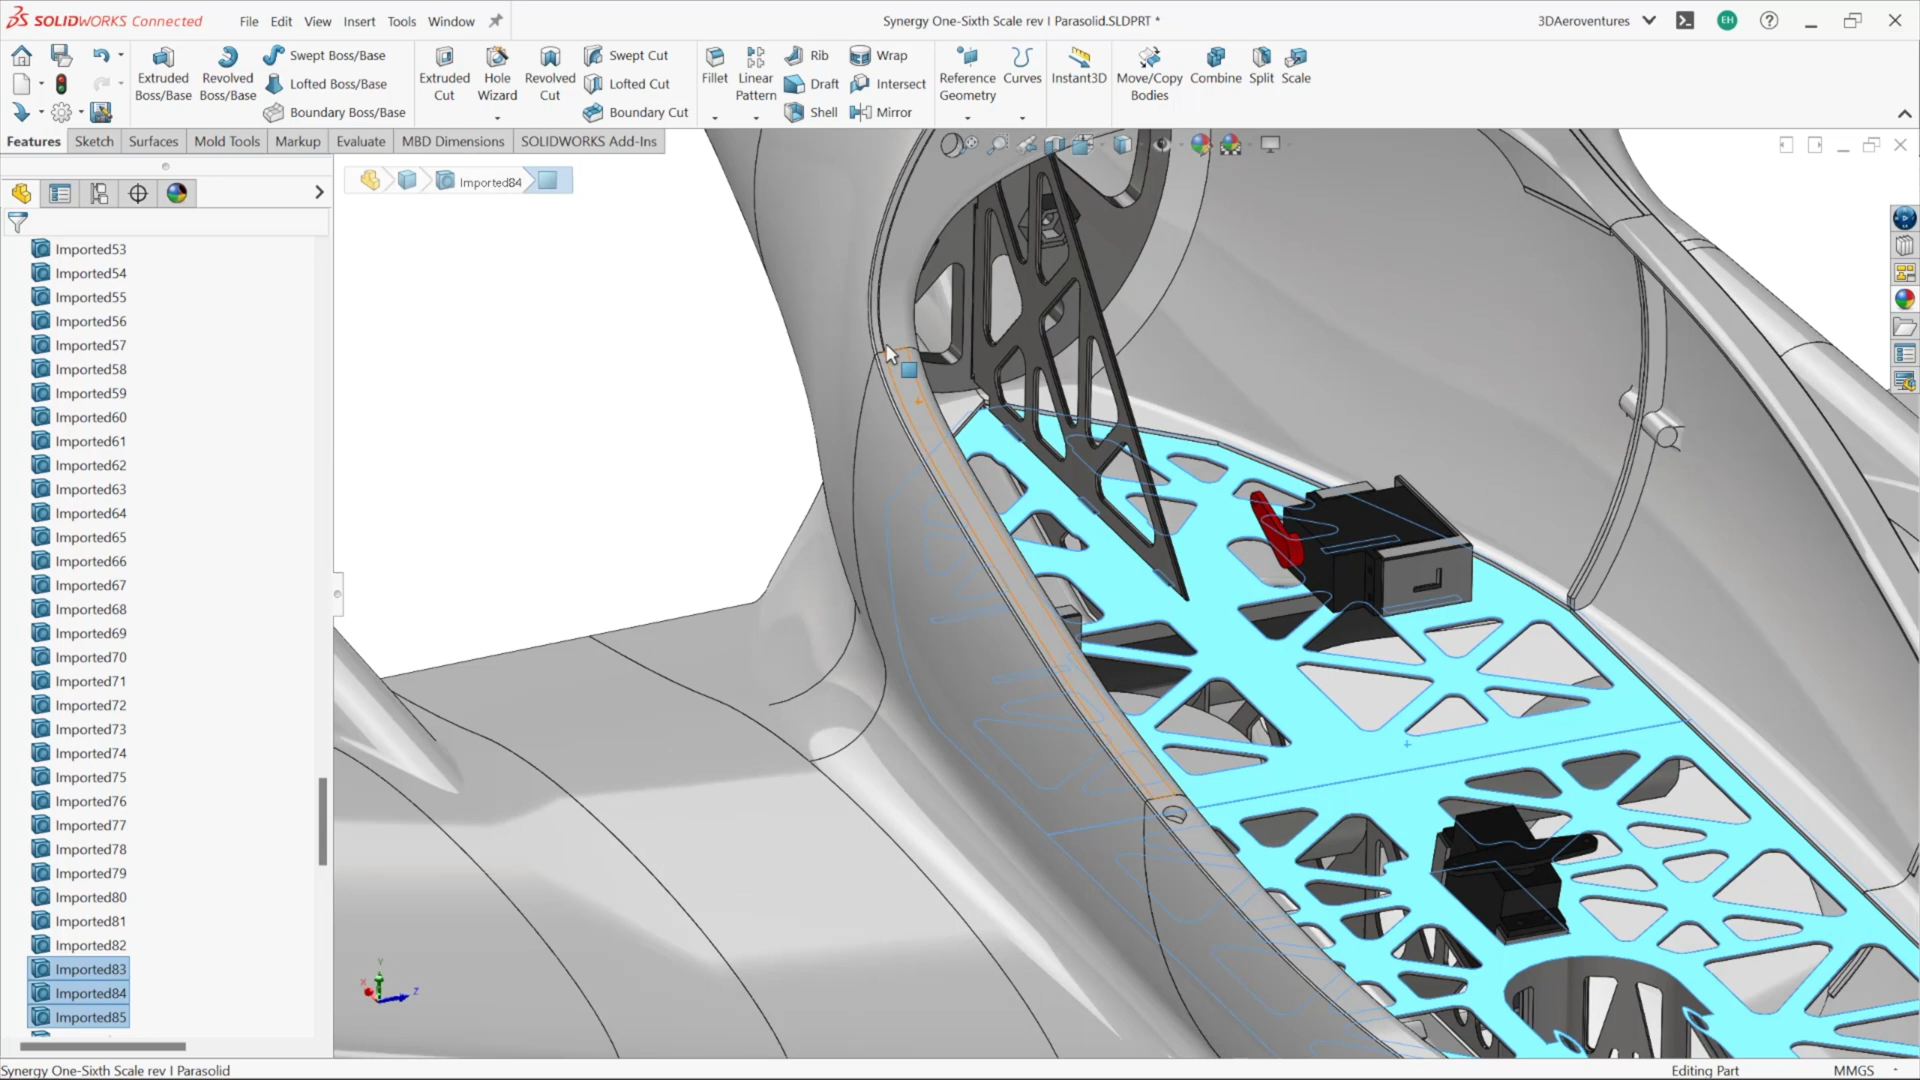 SOLIDWORKS Connected
File Edit View Insert Tools Window
Synergy One-Sixth Scale rev I Parasolid.SLDPRT *
3DAeroventures
EH
Extruded Boss/Base
Revolved Boss/Base
Swept Boss/Base
Lofted Boss/Base
Boundary Boss/Base
Extruded Cut
Hole Wizard
Revolved Cut
Swept Cut
Lofted Cut
Boundary Cut
Fillet
Linear Pattern
Rib
Draft
Shell
Wrap
Intersect
Mirror
Reference Geometry
Curves
Instant3D
Move/Copy Bodies
Combine
Split
Scale
Features Sketch Surfaces Mold Tools Markup Evaluate MBD Dimensions SOLIDWORKS Add-Ins
Imported84
Imported53
Imported54
Imported55
Imported56
Imported57
Imported58
Imported59
Imported60
Imported61
Imported62
Imported63
Imported64
Imported65
Imported66
Imported67
Imported68
Imported69
Imported70
Imported71
Imported72
Imported73
Imported74
Imported75
Imported76
Imported77
Imported78
Imported79
Imported80
Imported81
Imported82
Imported83
Imported84
Imported85
Y
X
Z
Synergy One-Sixth Scale rev I Parasolid
Editing Part
MMGS